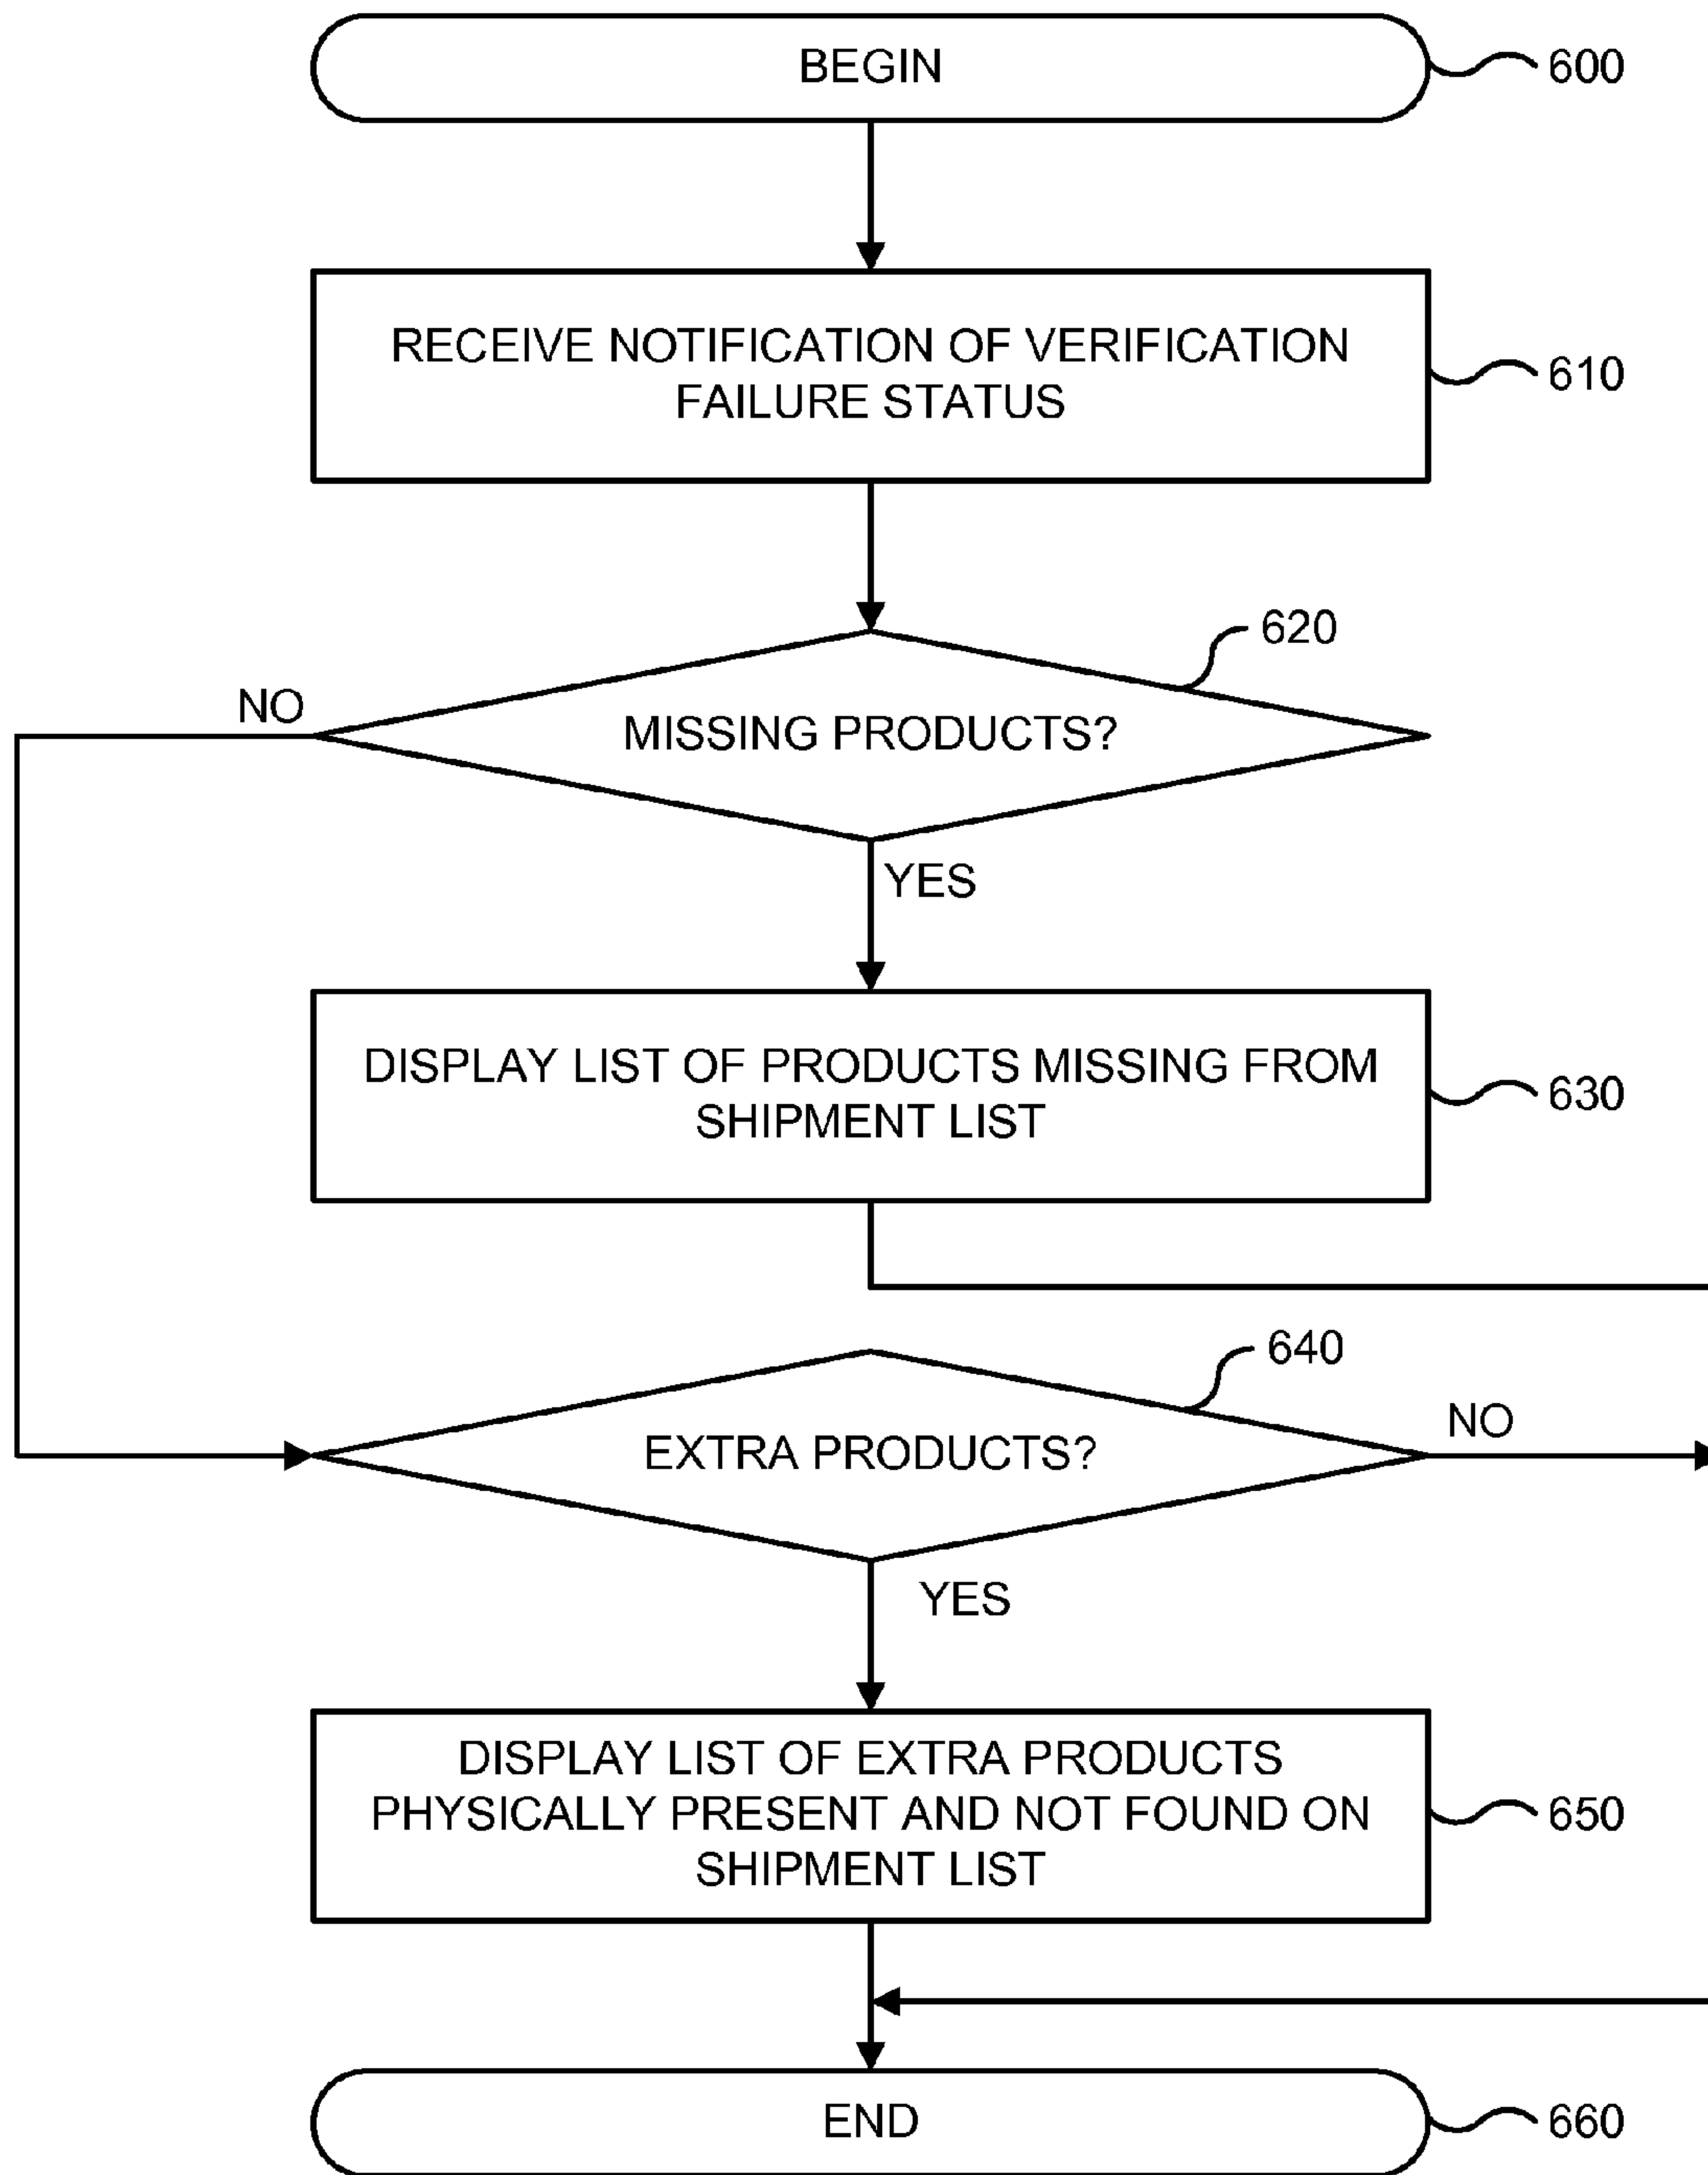 BEGIN
600
RECEIVE NOTIFICATION OF VERIFICATION
FAILURE STATUS
610
620
NO
MISSING PRODUCTS?
YES
DISPLAY LIST OF PRODUCTS MISSING FROM
SHIPMENT LIST
630
640
NO
EXTRA PRODUCTS?
YES
DISPLAY LIST OF EXTRA PRODUCTS
PHYSICALLY PRESENT AND NOT FOUND ON
SHIPMENT LIST
650
END
660